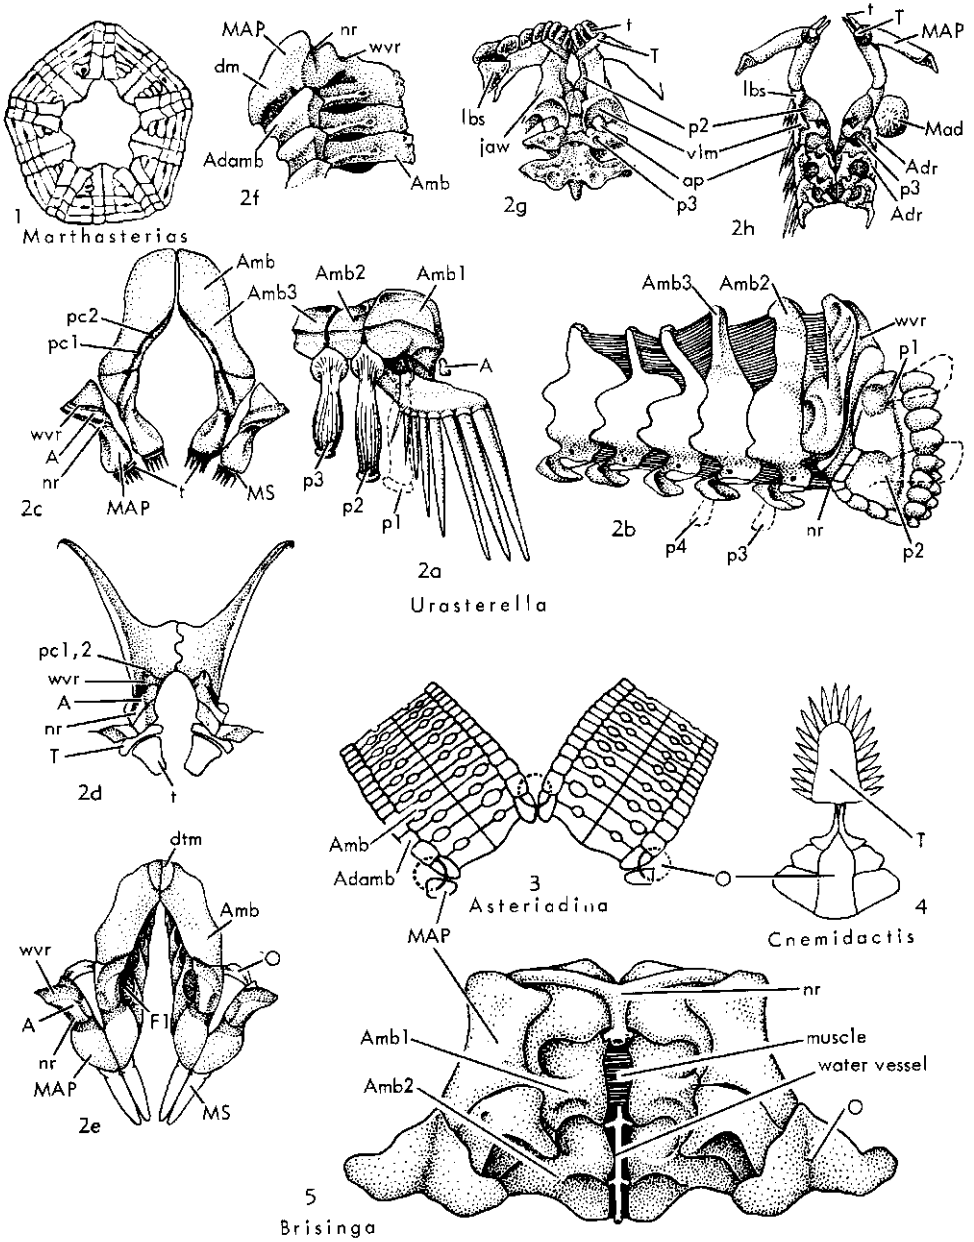 1
Marthasterias
MAP
nr
wvr
dm
Adamb
Amb
2f
t
T
lbs
jaw
p2
vlm
ap
p3
2g
t
T
MAP
lbs
Mad
Adr
p3
Adr
2h
Amb
Amb3
pc2
pc1
wvr
A
nr
MAP
t
MS
2c
Amb2
Amb1
A
p3
p2
p1
2a
Amb3
Amb2
wvr
p1
nr
p4
p3
p2
2b
Urasterella
pc1,2
wvr
A
nr
T
t
2d
Amb
Adamb
O
3
Asteriadina
MAP
T
4
Cnemidactis
dtm
Amb
wvr
O
A
F1
nr
MAP
MS
2e
nr
Amb1
muscle
water vessel
Amb2
O
5
Brisinga